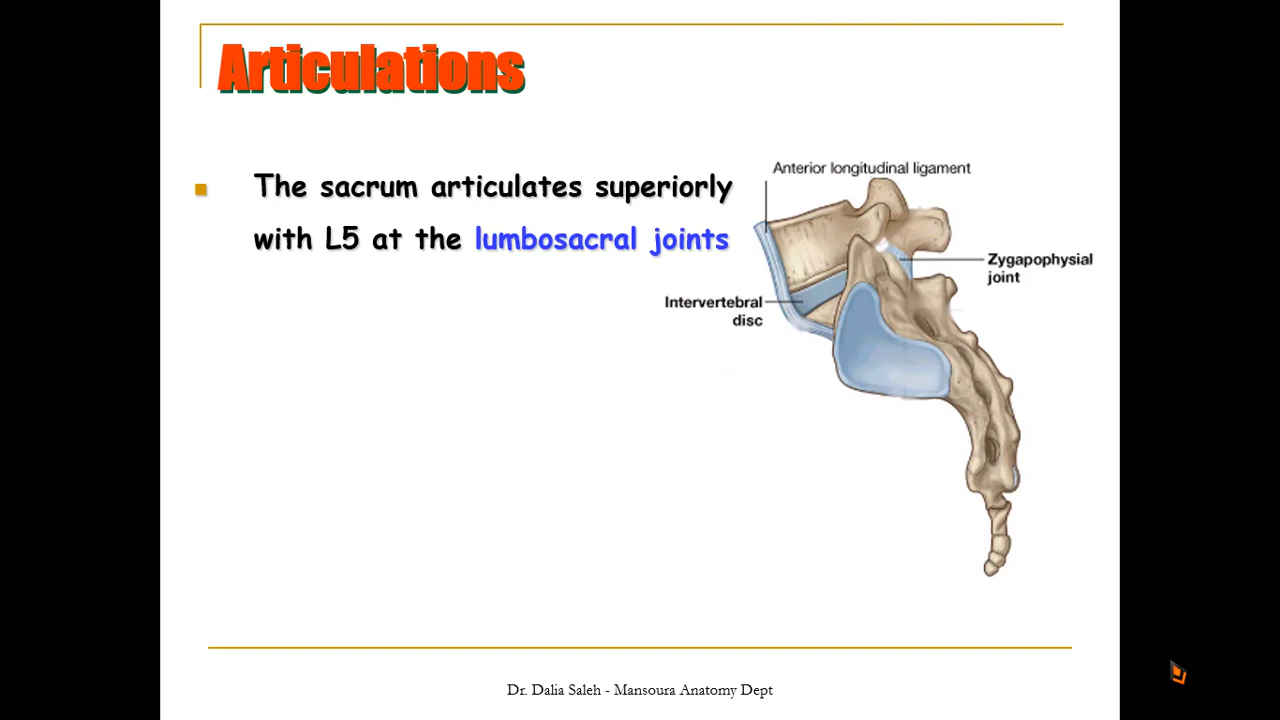 Articulations
The sacrum articulates superiorly
with L5 at the lumbosacral joints
Anterior longitudinal ligament
Zygapophysial
joint
Intervertebral
disc
Dr. Dalia Saleh - Mansoura Anatomy Dept